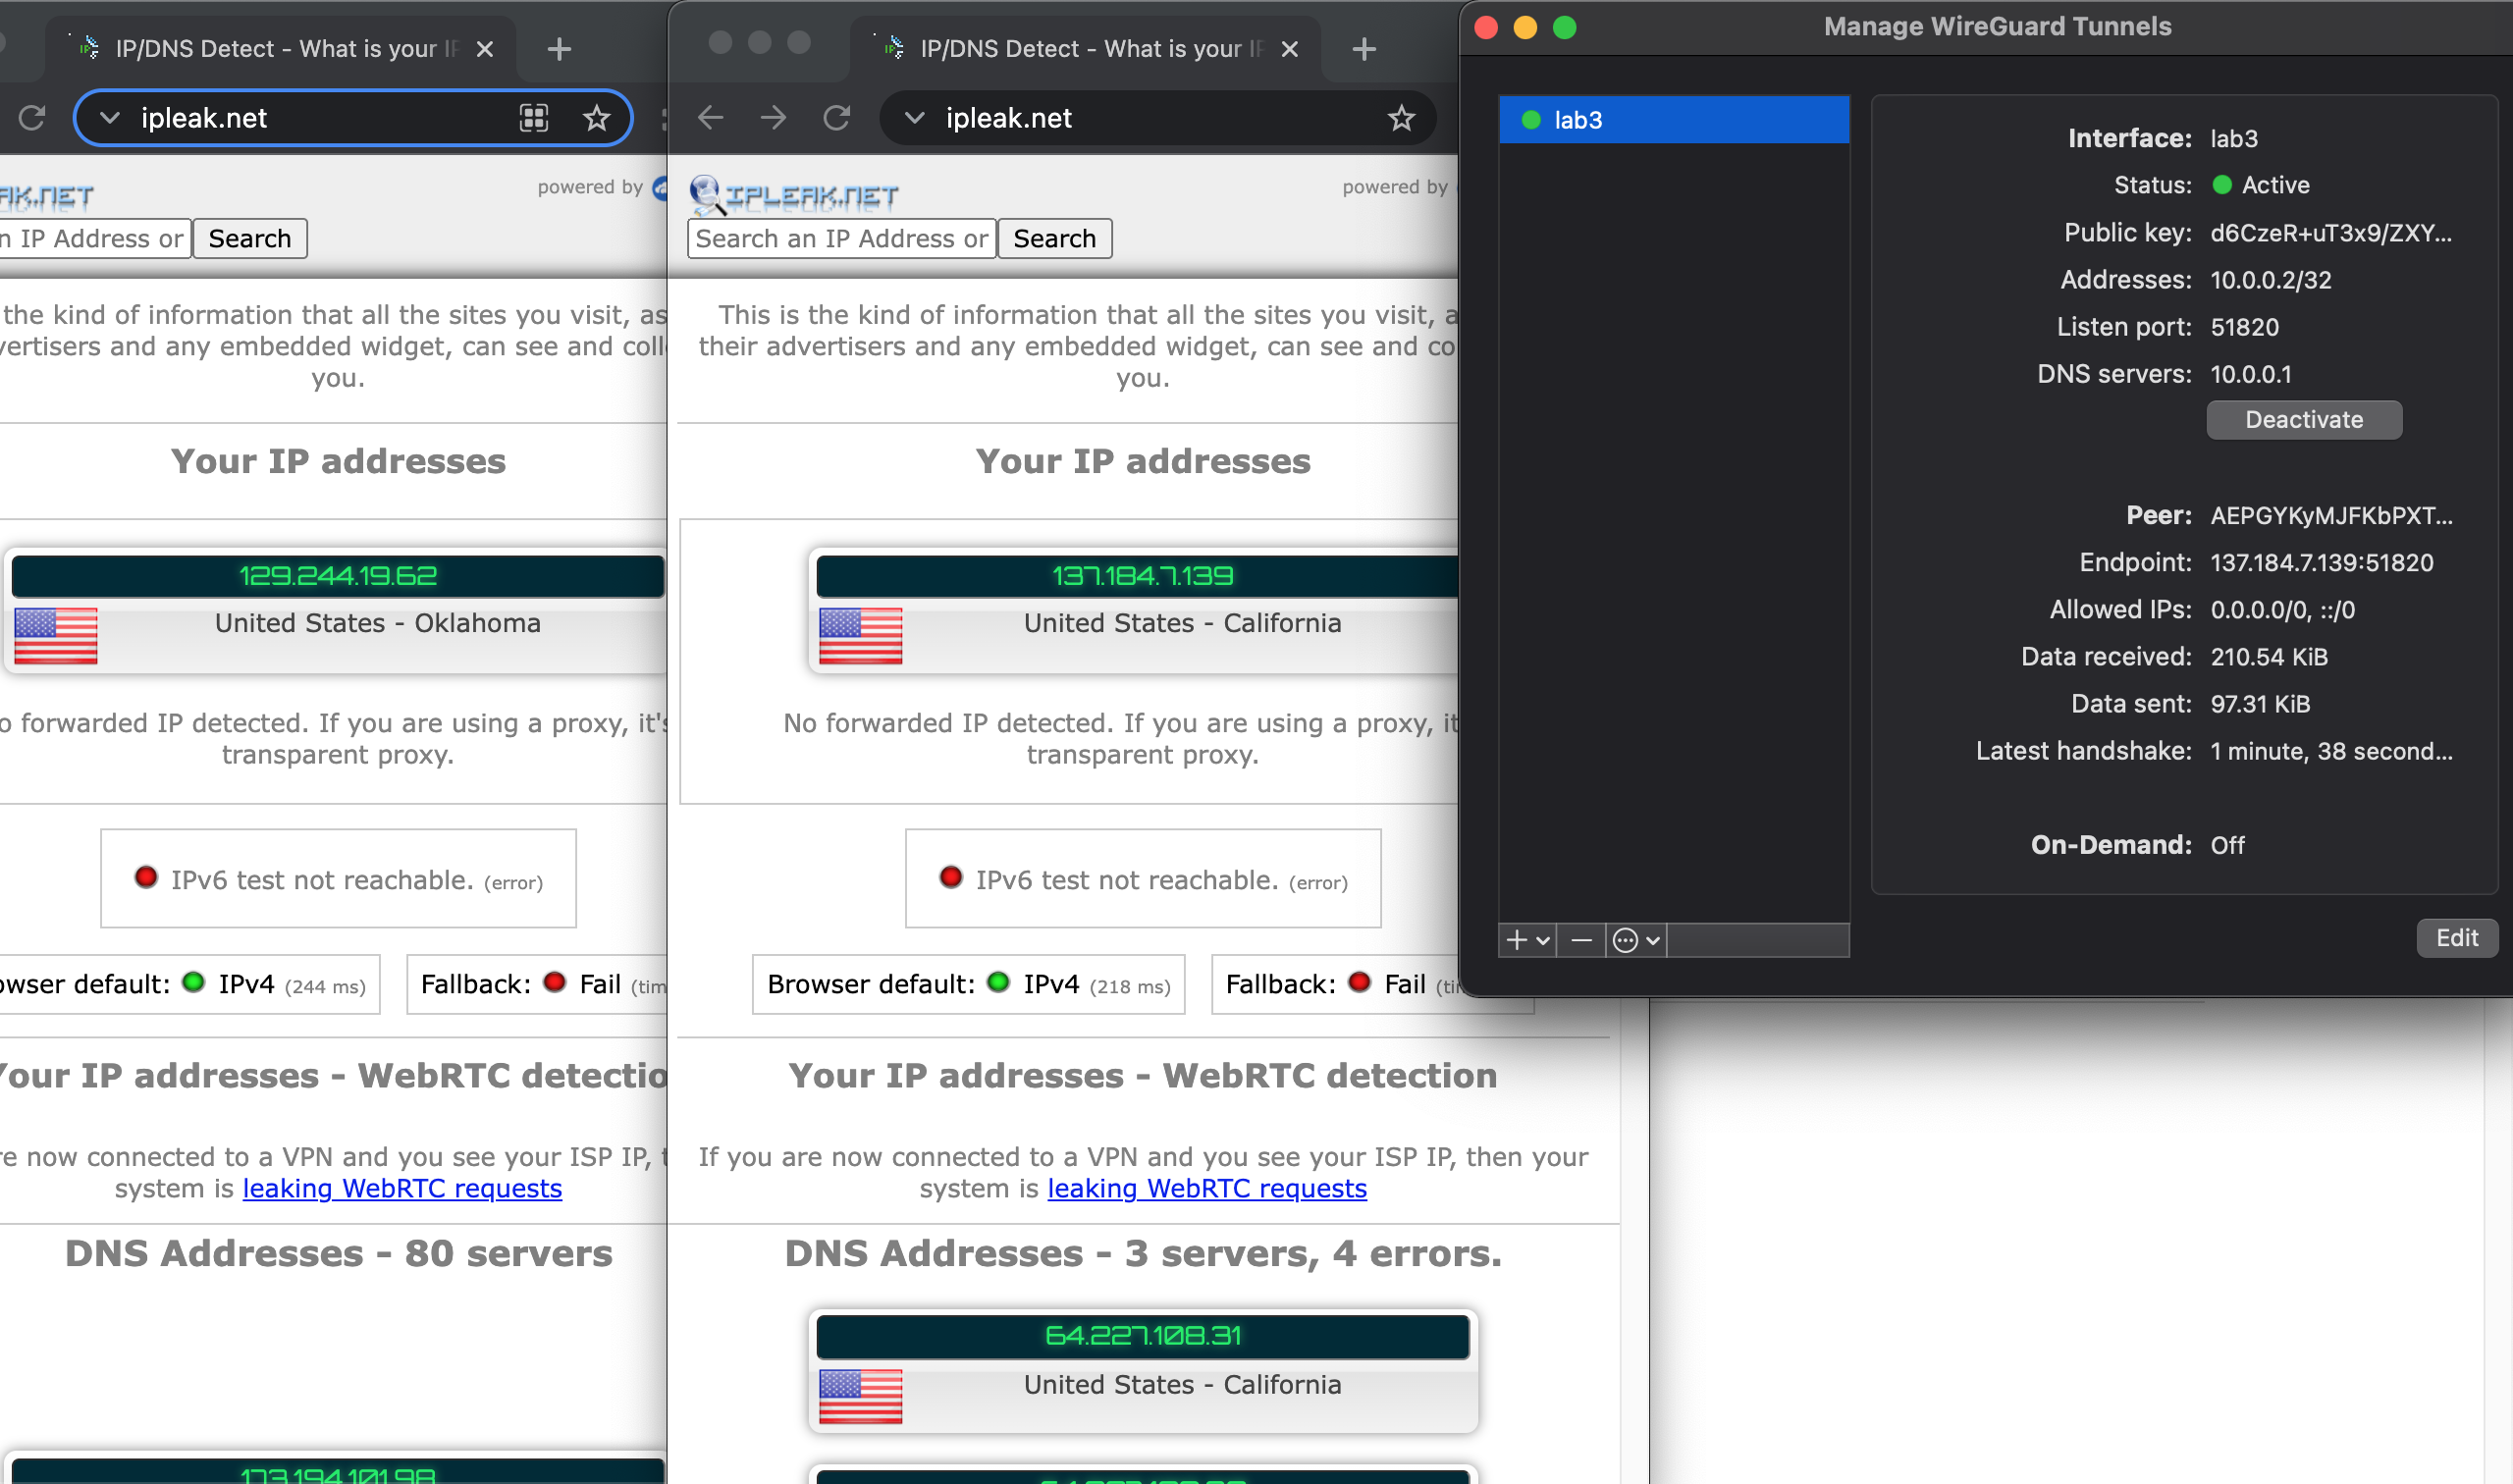 IP/DNS Detect - What is your IP
ipleak.net
AK.NET
powered by
n IP Address or
Search
the kind of information that all the sites you visit, as
vertisers and any embedded widget, can see and coll
you.
Your IP addresses
129.244.19.62
United States - Oklahoma
o forwarded IP detected. If you are using a proxy, it's
transparent proxy.
IPv6 test not reachable. (error)
owser default: IPv4 (244 ms)
Fallback: Fail (tim
Your IP addresses - WebRTC detectio
re now connected to a VPN and you see your ISP IP, t
system is leaking WebRTC requests
DNS Addresses - 80 servers
173.194.101.98
IP/DNS Detect - What is your IP
ipleak.net
IPLEAK.NET
powered by
Search an IP Address or
Search
This is the kind of information that all the sites you visit, a
their advertisers and any embedded widget, can see and co
you.
Your IP addresses
137.184.7.139
United States - California
No forwarded IP detected. If you are using a proxy, it
transparent proxy.
IPv6 test not reachable. (error)
Browser default: IPv4 (218 ms)
Fallback: Fail (ti
Your IP addresses - WebRTC detection
If you are now connected to a VPN and you see your ISP IP, then your
system is leaking WebRTC requests
DNS Addresses - 3 servers, 4 errors.
64.227.108.31
United States - California
Manage WireGuard Tunnels
lab3
Interface: lab3
Status: Active
Public key: d6CzeR+uT3x9/ZXY...
Addresses: 10.0.0.2/32
Listen port: 51820
DNS servers: 10.0.0.1
Deactivate
Peer: AEPGYKyMJFKbPXT...
Endpoint: 137.184.7.139:51820
Allowed IPs: 0.0.0.0/0, ::/0
Data received: 210.54 KiB
Data sent: 97.31 KiB
Latest handshake: 1 minute, 38 second...
On-Demand: Off
Edit